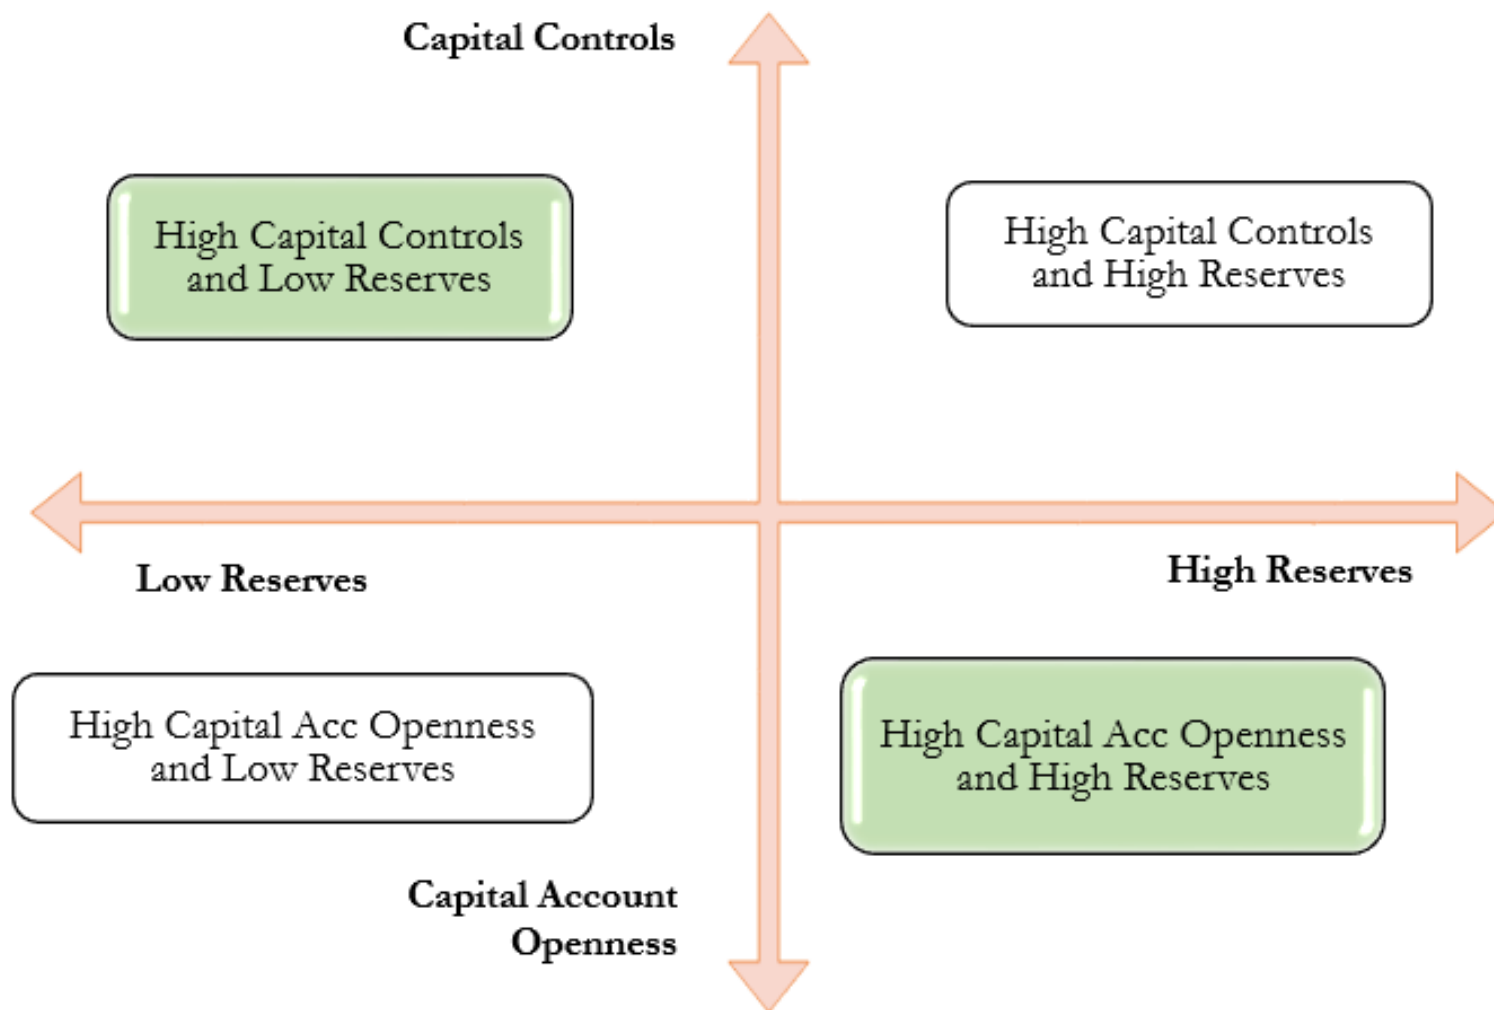 Capital Controls
High Capital Controls
and Low Reserves
High Capital Controls
and High Reserves
Low Reserves
High Reserves
High Capital Acc Openness
and Low Reserves
High Capital Acc Openness
and High Reserves
Capital Account
Openness